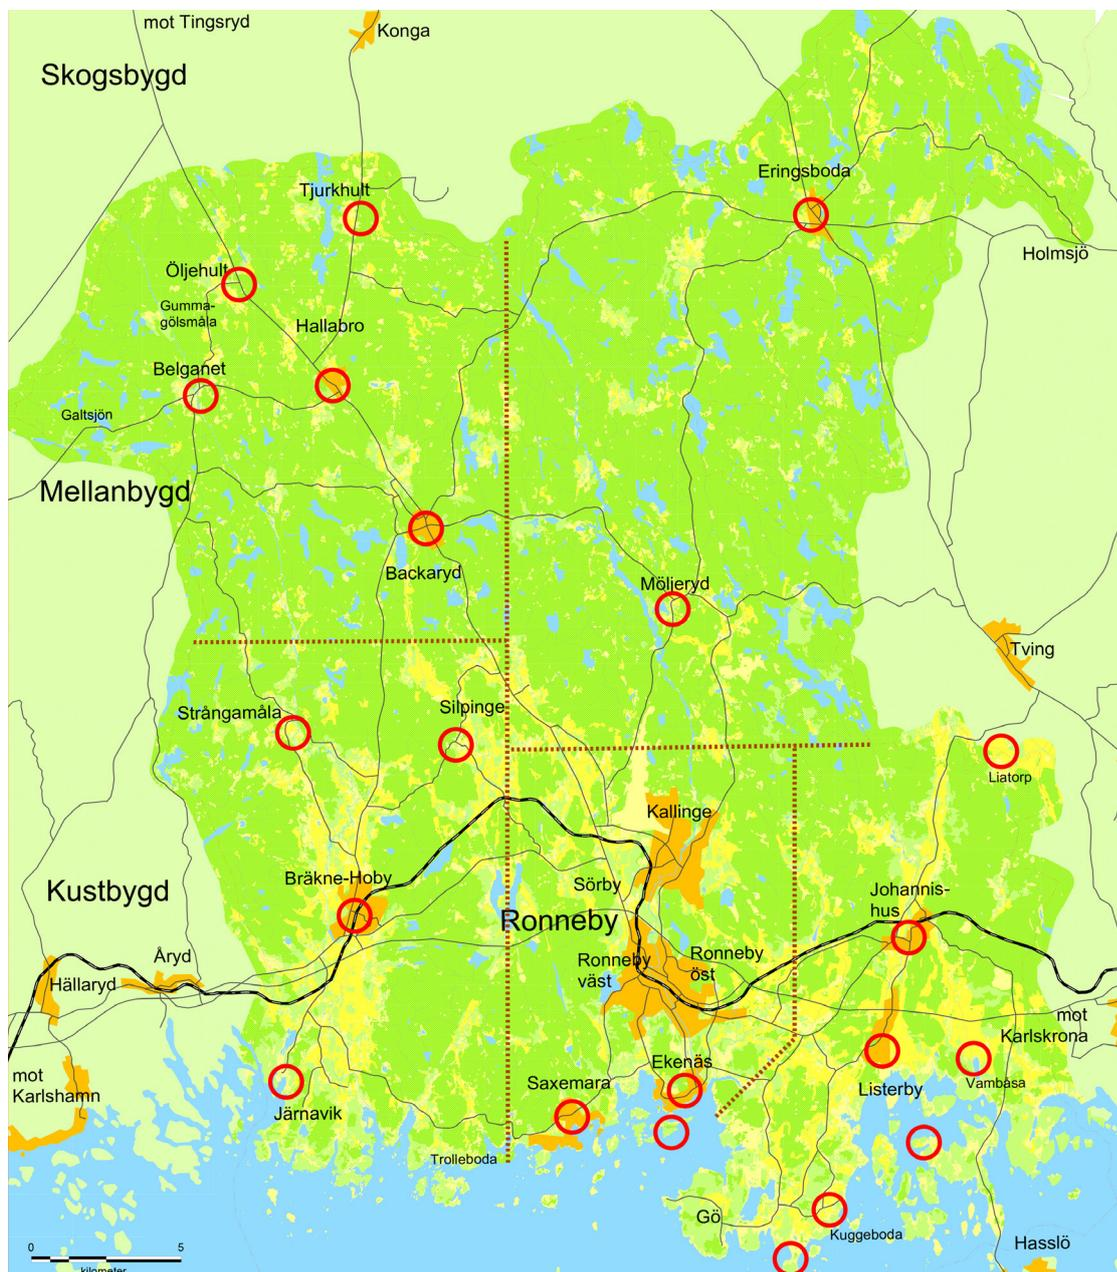 mot Tingsryd
Konga
Skogsbygd
Eringsboda
Tjurkhult
Holmsjö
Öljehult
Gumma-
gölsmåla
Hallabro
Belganet
Galtsjön
Mellanbygd
Backaryd
Möljeryd
Tving
Strångamåla
Silpinge
Liatorp
Kallinge
Bräkne-Hoby
Sörby
Johannis-
hus
Kustbygd
Ronneby
Åryd
Hällaryd
Ronneby
väst
Ronneby
öst
mot
Karlskrona
mot
Karlshamn
Ekenäs
Saxemara
Listerby
Vambåsa
Järnavik
Trolleboda
Gö
Kuggeboda
Hasslö
0 5
kilometer